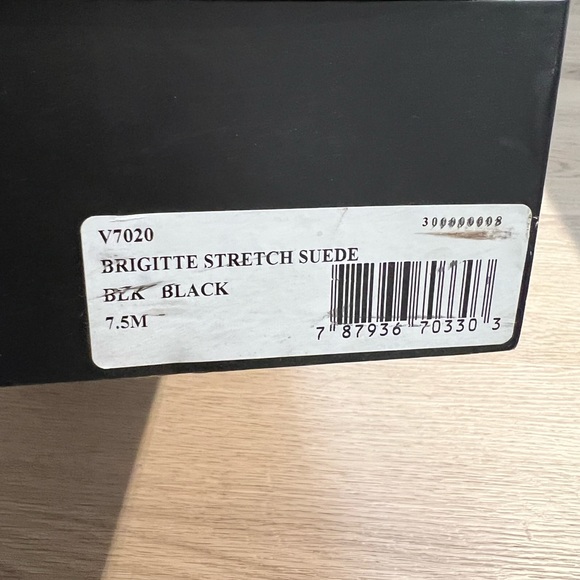 V7020
300000008
BRIGITTE STRETCH SUEDE
BLK BLACK
7.5M
7 87936 70330 3